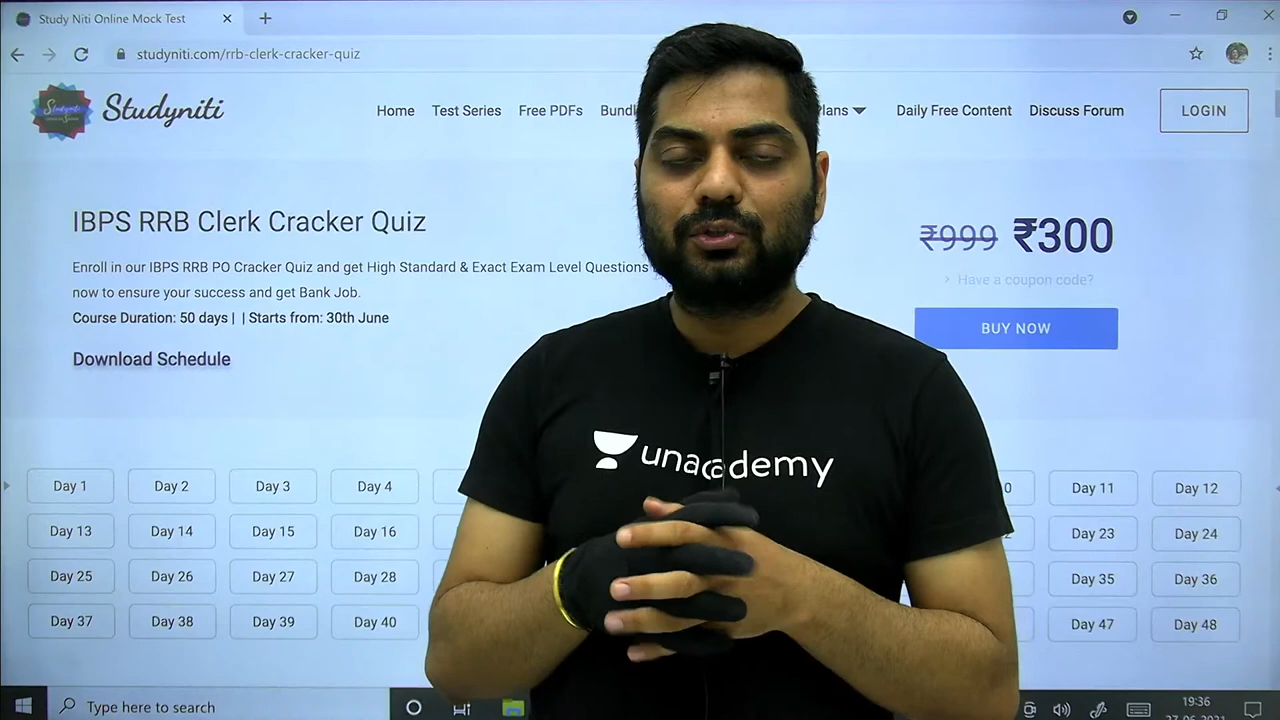 Study Niti Online Mock Test
studyniti.com/rrb-clerk-cracker-quiz
Studyniti
Studyniti
Home Test Series Free PDFs Daily Free Content Discuss Forum LOGIN
IBPS RRB Clerk Cracker Quiz
₹999 ₹300
Enroll in our IBPS RRB PO Cracker Quiz and get High Standard & Exact Exam Level Questions
> Have a coupon code?
now to ensure your success and get Bank Job.
Course Duration: 50 days | | Starts from: 30th June
BUY NOW
Download Schedule
unacademy
Day 1 Day 2 Day 3 Day 4 Day 11 Day 12
Day 13 Day 14 Day 15 Day 16 Day 23 Day 24
Day 25 Day 26 Day 27 Day 28 Day 35 Day 36
Day 37 Day 38 Day 39 Day 40 Day 47 Day 48
Type here to search
19:36